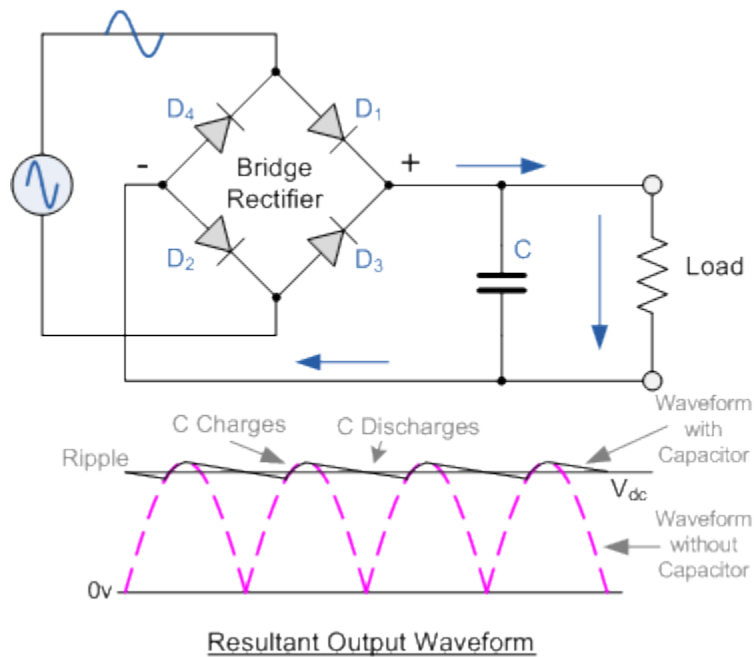 D4
D1
-
+
Bridge
Rectifier
D2
D3
C
Load
C Charges
C Discharges
Waveform
with
Capacitor
Ripple
Vdc
Waveform
without
Capacitor
0v
Resultant Output Waveform